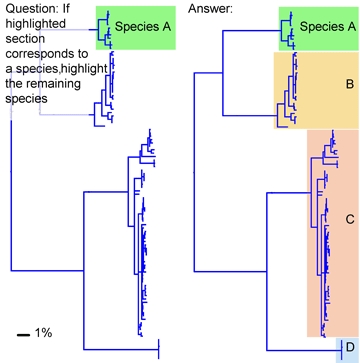 Question: If
highlighted
section
corresponds to
a species,highlight
the remaining
species
Species A
1%
Answer:
Species A
B
C
D